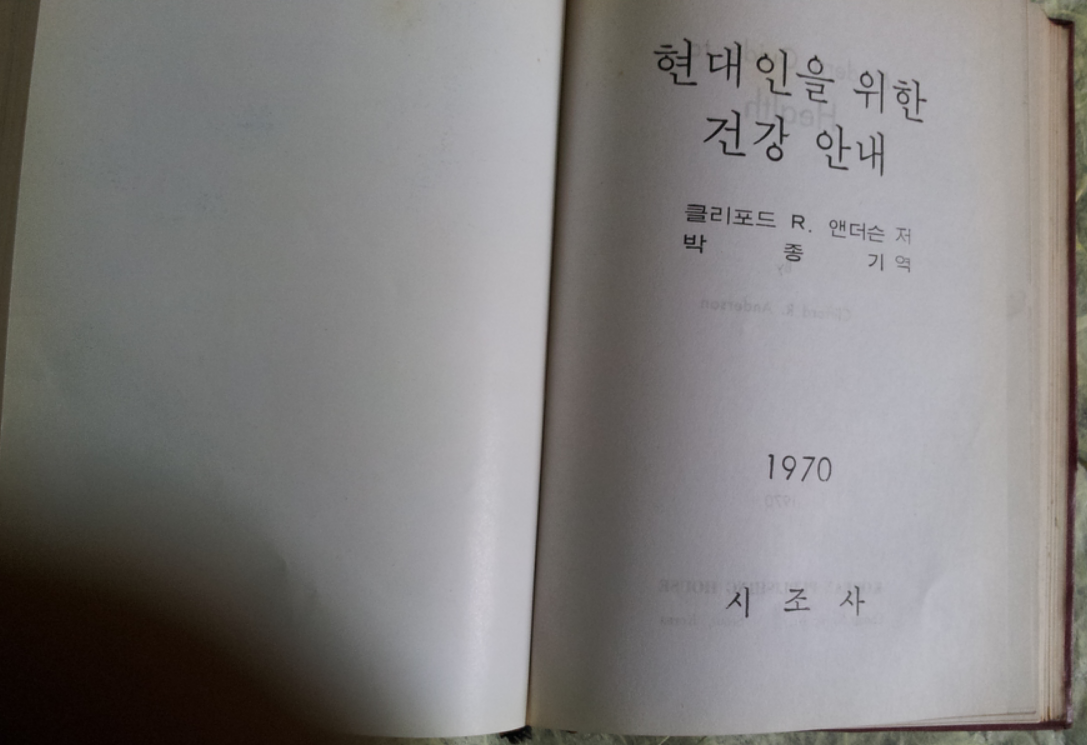 현대인을 위한
건강 안내
클리포드 R. 앤더슨 저
박 종 기 역
1970
시 조 사